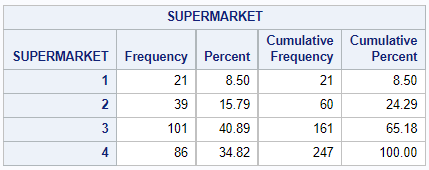 SUPERMARKET
SUPERMARKET Frequency Percent Cumulative Frequency Cumulative Percent
1 21 8.50 21 8.50
2 39 15.79 60 24.29
3 101 40.89 161 65.18
4 86 34.82 247 100.00